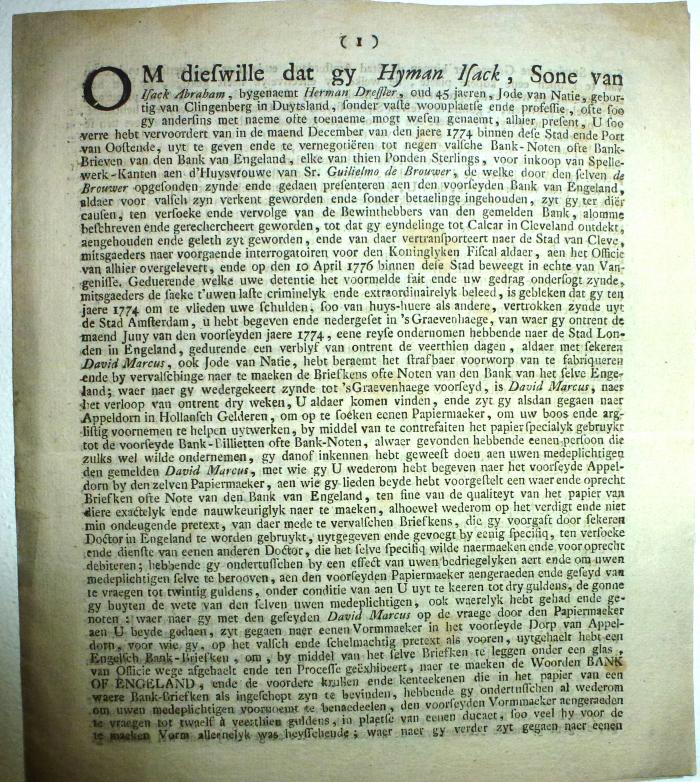 ( 1 )
OM dieſwille dat gy Hyman Iſack, Sone van
Iſack Abraham, bygenaemt Herman Dreſſler, oud 45 jaeren, Jode van Natie, gebor-
tig van Clingenberg in Duytsland, ſonder vaſte woonplaetſe ende profeſſie, ofte ſoo
gy anderſins met naeme ofte toenaeme mogt weſen genaemt, alhier preſent, U ſoo
verre hebt vervoordert van in de maend December van den jaere 1774 binnen deſe Stad ende Port
van Ooſtende, uyt te geven ende te vernegotiëren tot negen valſche Bank-Noten ofte Bank-
Brieven van den Bank van Engeland, elke van thien Ponden Sterlings, voor inkoop van Spelle-
werk-Kanten aen d'Huysvrouwe van Sr. Guilielmo de Brouwer, de welke door den ſelven de
Brouwer opgeſonden zynde ende gedaen preſenteren aen den voorſeyden Bank van Engeland,
aldaer voor valſch zyn verkent geworden ende ſonder betaelinge ingehouden, zyt gy ter dier
cauſen, ten verſoeke ende vervolge van de Bewinthebbers van den gemelden Bank, alomme
beſchreven ende gerechercheert geworden, tot dat gy eyndelinge tot Calcar in Cleveland ontdekt,
aengehouden ende geleth zyt geworden, ende van daer vertranſporteert naer de Stad van Cleve,
mitsgaeders naer voorgaende interrogatoiren voor den Koninglyken Fiſcal aldaer, aen het Officie
van alhier overgelevert, ende op den 10 April 1776 binnen deſe Stad beweegt in echte van Van-
geniſſe. Geduerende welke uwe detentie het voormelde fait ende uw gedrag onderſogt zynde,
mitsgaeders de ſaeke t'uwen laſte criminelyk ende extraordinairelyk beleed, is gebleken dat gy ten
jaere 1774 om te vlieden uwe ſchulden, ſoo van huys-huere als andere, vertrokken zynde uyt
de Stad Amſterdam, u hebt begeven ende nedergeſet in 's Graevenhaege, van waer gy ontrent de
maend Juny van den voorſeyden jaere 1774, eene reyſe ondernomen hebbende naer de Stad Lon-
den in Engeland, gedurende een verblyf van ontrent de veerthien dagen, aldaer met ſekeren
David Marcus, ook Jode van Natie, hebt beraemt het ſtrafbaer voorworp van te fabriqueren
ende by vervalſchinge naer te maeken de Briefkens ofte Noten van den Bank van het ſelve Enge-
land; waer naer gy wedergekeert zynde tot 'sGraevenhaege voorſeyd, is David Marcus, naer
het verloop van ontrent dry weken, U aldaer komen vinden, ende zyt gy alsdan gegaen naer
Appeldorn in Hollanſch Gelderen, om op te ſoeken eenen Papiermaeker, om uw boos ende arg-
liſtig voornemen te helpen uytwerken, by middel van te contrefaiten het papier ſpecialyk gebruykt
tot de voorſeyde Bank-Billietten ofte Bank-Noten, alwaer gevonden hebbende eenen perſoon die
zulks wel wilde ondernemen, gy danof inkennen hebt geweeſt doen aen uwen medeplichtigen
den gemelden David Marcus, met wie gy U wederom hebt begeven naer het voorſeyde Appel-
dorn by den zelven Papiermaeker, aen wie gylieden beyde hebt voorgeſtelt een waer ende oprecht
Briefken ofte Note van den Bank van Engeland, ten fine van de qualiteyt van het papier van
diere exactelyk ende nauwkeuriglyk naer te maeken, alhoewel wederom op het verdigt ende niet
min ondeugende pretext, van daer mede te vervalſchen Briefkens, die gy voorgaft door ſekeren
Doctor in Engeland te worden gebruykt, uytgegeven ende gevoegt by eenig ſpecifiq, ten verſoeke
ende dienſte van eenen anderen Doctor, die het ſelve ſpecifiq wilde naermaeken ende voor oprecht
debiteren; hebbende gy ondertuſſchen by een effect van uwen bedriegelyken aert ende om uwen
medeplichtigen ſelve te berooven, aen den voorſeyden Papiermaeker aengeraeden ende geſeyd van
te vraegen tot twintig guldens, onder conditie van aen U uyt te keeren tot dry guldens, de gonne
gy buyten de wete van den ſelven uwen medeplichtigen, ook waerelyk hebt gehad ende ge-
noten: waer naer gy met den geſeyden David Marcus op de vraege door den Papiermaeker
aen U beyde gedaen, zyt gegaen naer eenen Vormmaeker in het voorſeyde Dorp van Appel-
dorn, voor wie gy, op het valſch ende ſchelmachtig pretext als vooren, uytgehaelt hebt een
Engelſch Bank-Briefken, om, by middel van het ſelve Briefken te leggen onder een glas,
van Officie wege afgehaelt ende ten Proceſſe geëxhibeert, naer te maeken de Woorden BANK
OF ENGELAND, ende de voordere krullen ende kenteekenen die in het papier van een
waere Bank-Briefken als ingeſchept zyn te bevinden, hebbende gy ondertuſſchen al wederom
om uwen medeplichtigen voornoemt te benaedeelen, den voorſeyden Vormmaeker aengeraeden
te vraegen tot twaelf à veerthien guldens, in plaetſe van eenen ducaet, ſoo veel hy voor de
te maeken Vorm alleenelyk was heyſſchende; waer naer gy verder zyt gegaen naer eenen